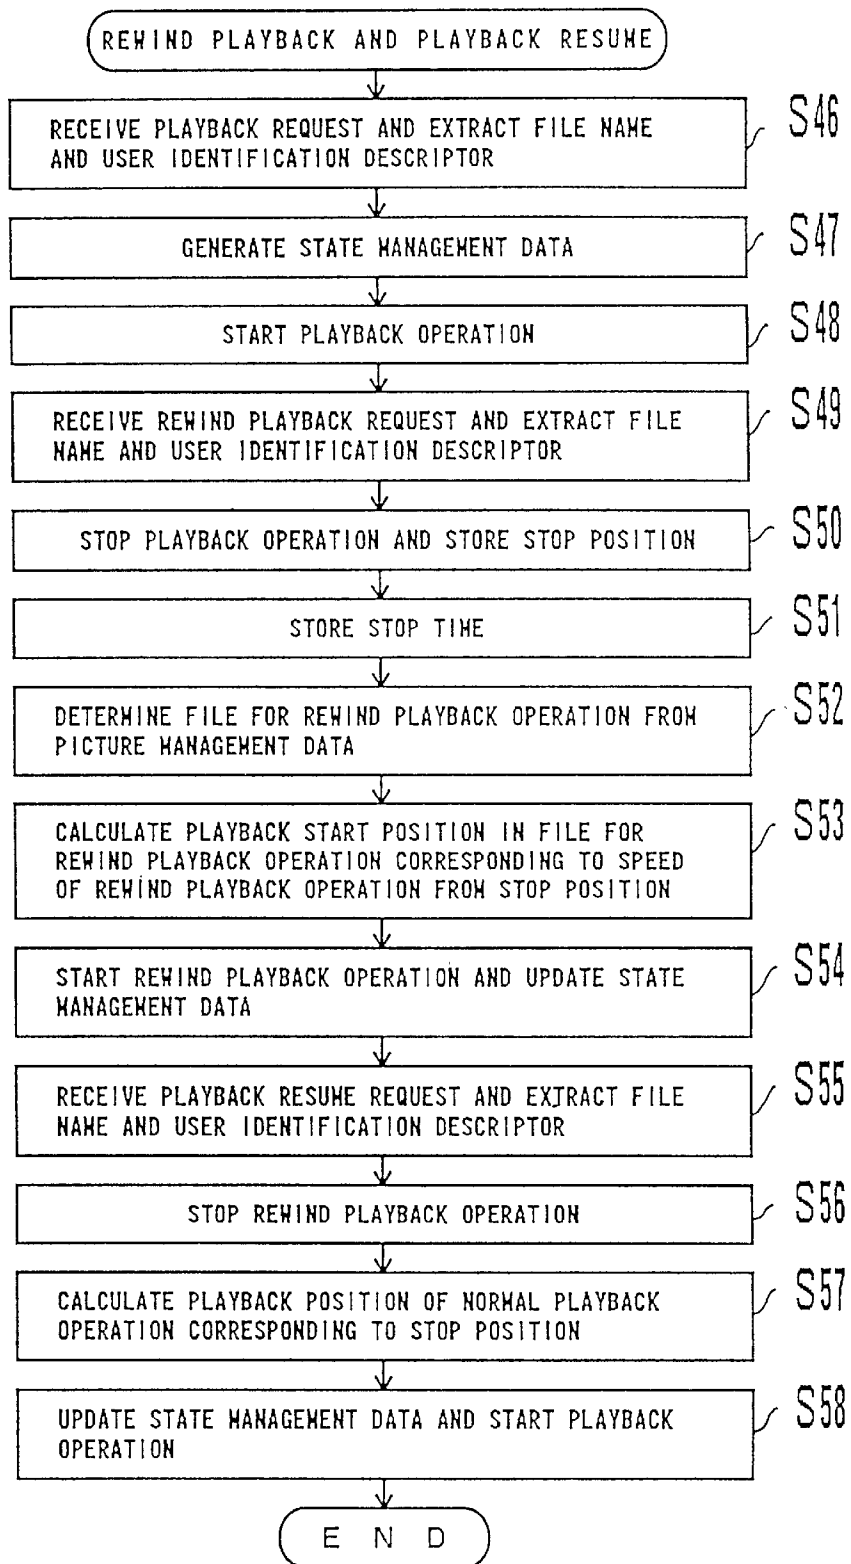 REWIND PLAYBACK AND PLAYBACK RESUME
RECEIVE PLAYBACK REQUEST AND EXTRACT FILE NAME
AND USER IDENTIFICATION DESCRIPTOR
S46
GENERATE STATE MANAGEMENT DATA
S47
START PLAYBACK OPERATION
S48
RECEIVE REWIND PLAYBACK REQUEST AND EXTRACT FILE
NAME AND USER IDENTIFICATION DESCRIPTOR
S49
STOP PLAYBACK OPERATION AND STORE STOP POSITION
S50
STORE STOP TIME
S51
DETERMINE FILE FOR REWIND PLAYBACK OPERATION FROM
PICTURE MANAGEMENT DATA
S52
CALCULATE PLAYBACK START POSITION IN FILE FOR
REWIND PLAYBACK OPERATION CORRESPONDING TO SPEED
OF REWIND PLAYBACK OPERATION FROM STOP POSITION
S53
START REWIND PLAYBACK OPERATION AND UPDATE STATE
MANAGEMENT DATA
S54
RECEIVE PLAYBACK RESUME REQUEST AND EXTRACT FILE
NAME AND USER IDENTIFICATION DESCRIPTOR
S55
STOP REWIND PLAYBACK OPERATION
S56
CALCULATE PLAYBACK POSITION OF NORMAL PLAYBACK
OPERATION CORRESPONDING TO STOP POSITION
S57
UPDATE STATE MANAGEMENT DATA AND START PLAYBACK
OPERATION
S58
END